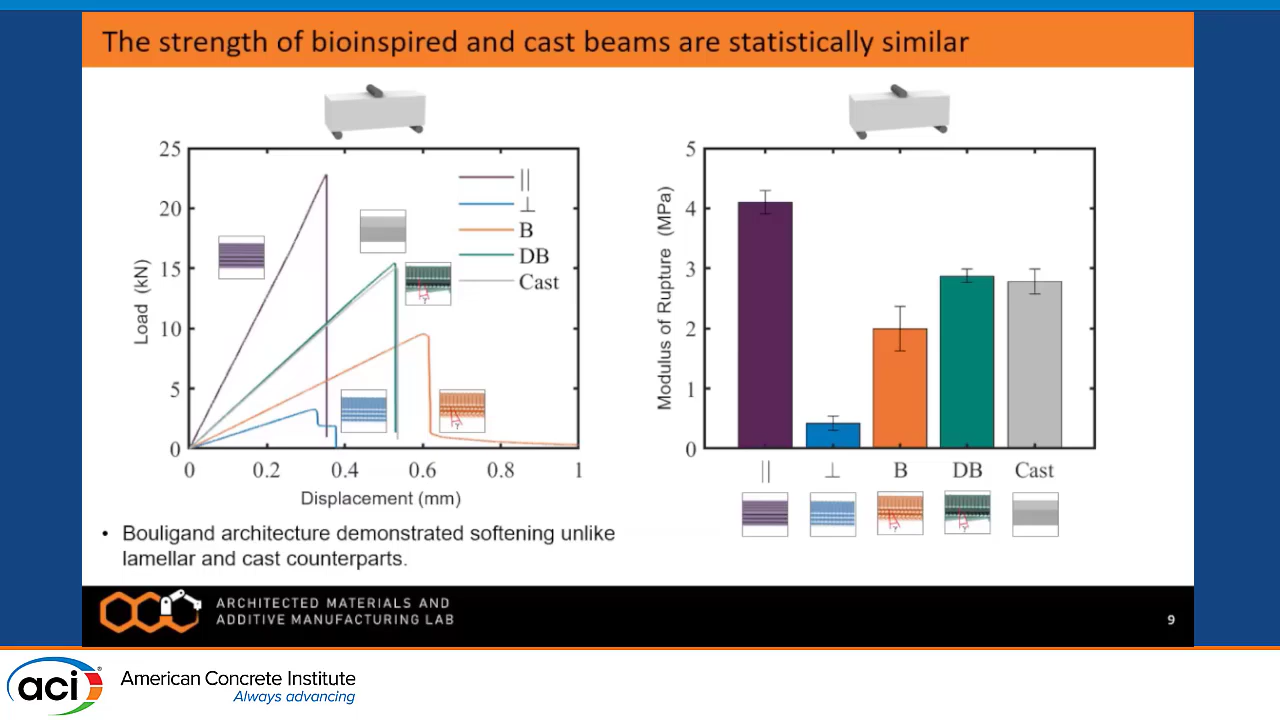 The strength of bioinspired and cast beams are statistically similar
25
20
15
10
5
0
Load (kN)
||
⊥
B
DB
Cast
0 0.2 0.4 0.6 0.8 1
Displacement (mm)
5
4
3
2
1
0
Modulus of Rupture (MPa)
|| ⊥ B DB Cast
• Bouligand architecture demonstrated softening unlike
lamellar and cast counterparts.
ARCHITECTED MATERIALS AND
ADDITIVE MANUFACTURING LAB
9
aci®
American Concrete Institute
Always advancing